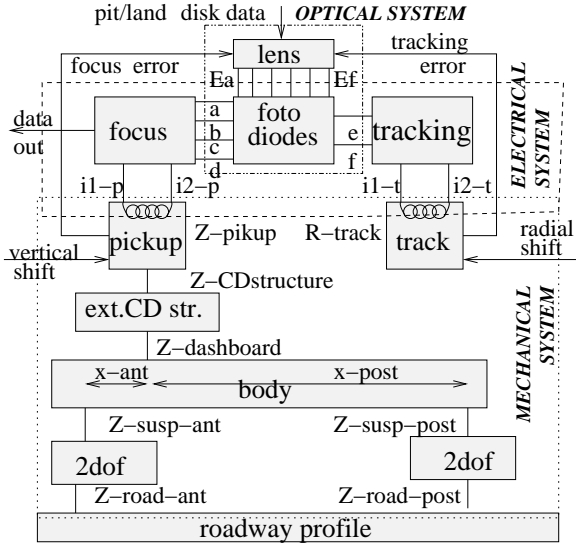 pit/land disk data OPTICAL SYSTEM
lens
tracking
error
focus error
Ea Ef
ELECTRICAL
SYSTEM
data
out
focus
a
b
c
d
foto
diodes
e
f
tracking
i1-p i2-p
i1-t i2-t
pickup
Z-pikup
R-track
track
vertical
shift
radial
shift
Z-CDstructure
ext.CD str.
Z-dashboard
MECHANICAL
SYSTEM
x-ant x-post
body
Z-susp-ant
Z-susp-post
2dof
2dof
Z-road-ant
Z-road-post
roadway profile